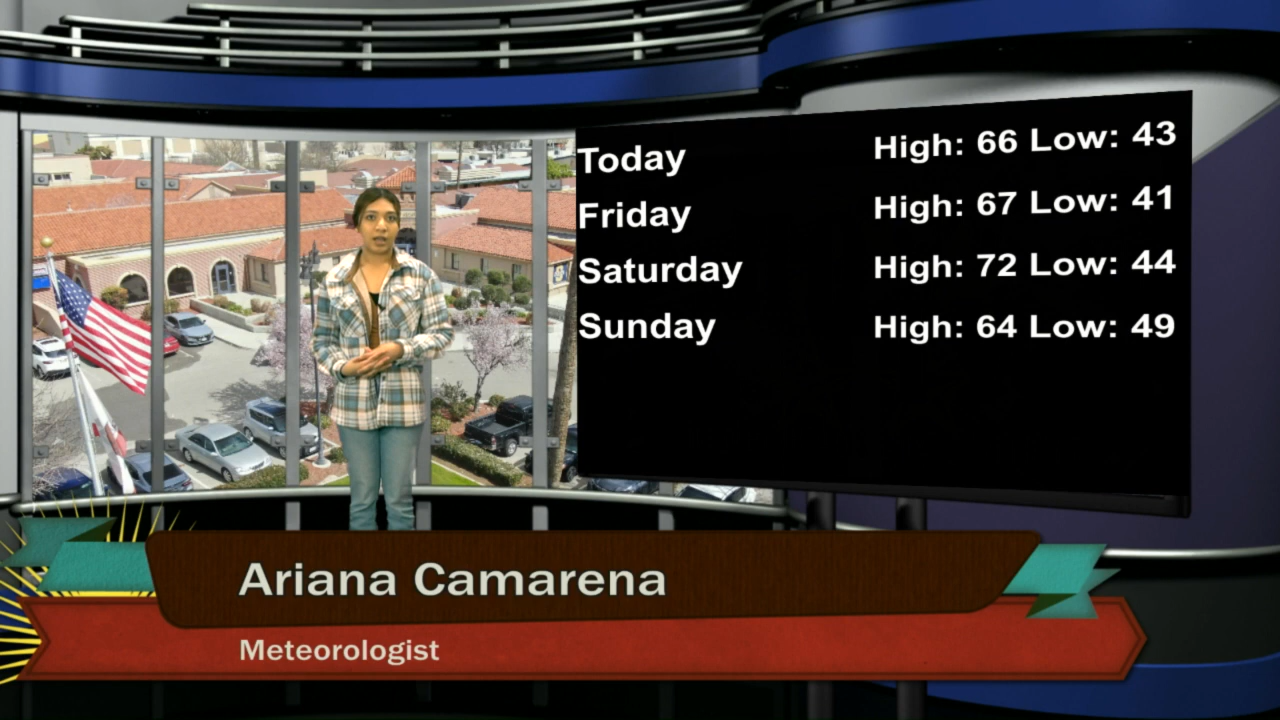 Today High: 66 Low: 43
Friday High: 67 Low: 41
Saturday High: 72 Low: 44
Sunday High: 64 Low: 49
Ariana Camarena
Meteorologist